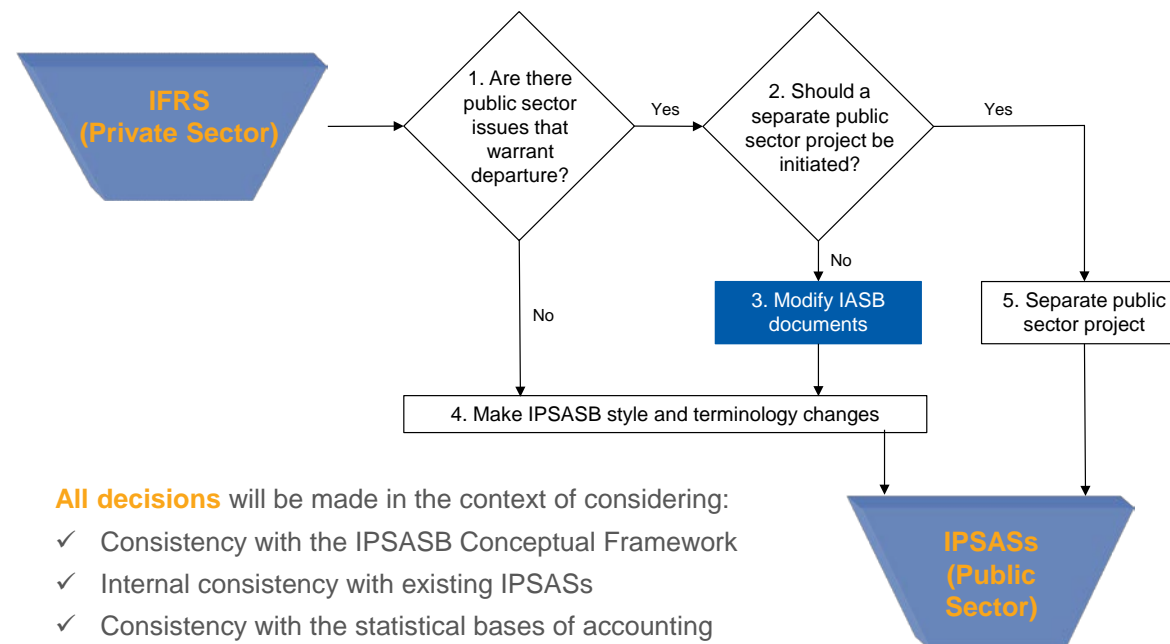 IFRS
(Private Sector)
1. Are there
public sector
issues that
warrant
departure?
Yes
2. Should a
separate public
sector project be
initiated?
Yes
No
No
3. Modify IASB
documents
5. Separate public
sector project
4. Make IPSASB style and terminology changes
All decisions will be made in the context of considering:
✓ Consistency with the IPSASB Conceptual Framework
✓ Internal consistency with existing IPSASs
✓ Consistency with the statistical bases of accounting
IPSASs
(Public
Sector)